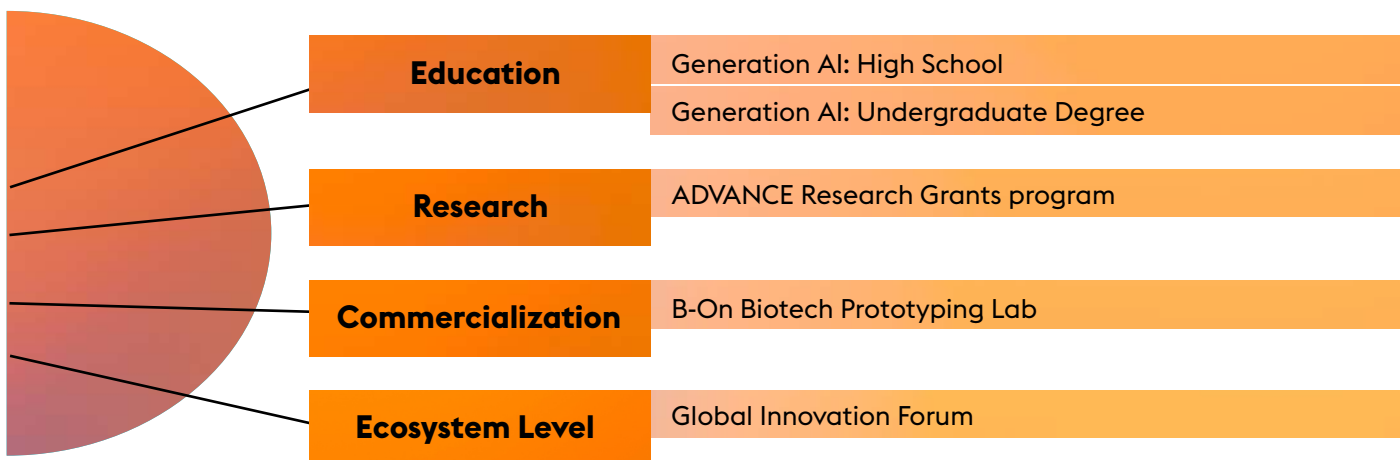 Education
Generation AI: High School
Generation AI: Undergraduate Degree
Research
ADVANCE Research Grants program
Commercialization
B-On Biotech Prototyping Lab
Ecosystem Level
Global Innovation Forum